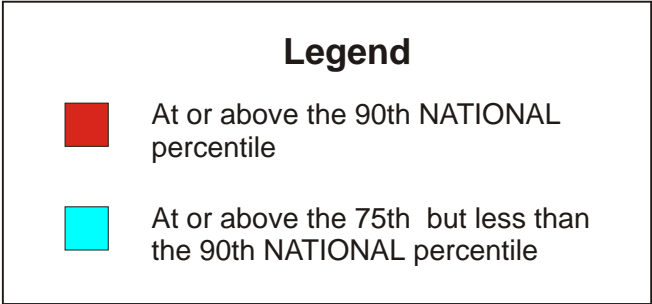 Legend
At or above the 90th NATIONAL
percentile
At or above the 75th  but less than
the 90th NATIONAL percentile